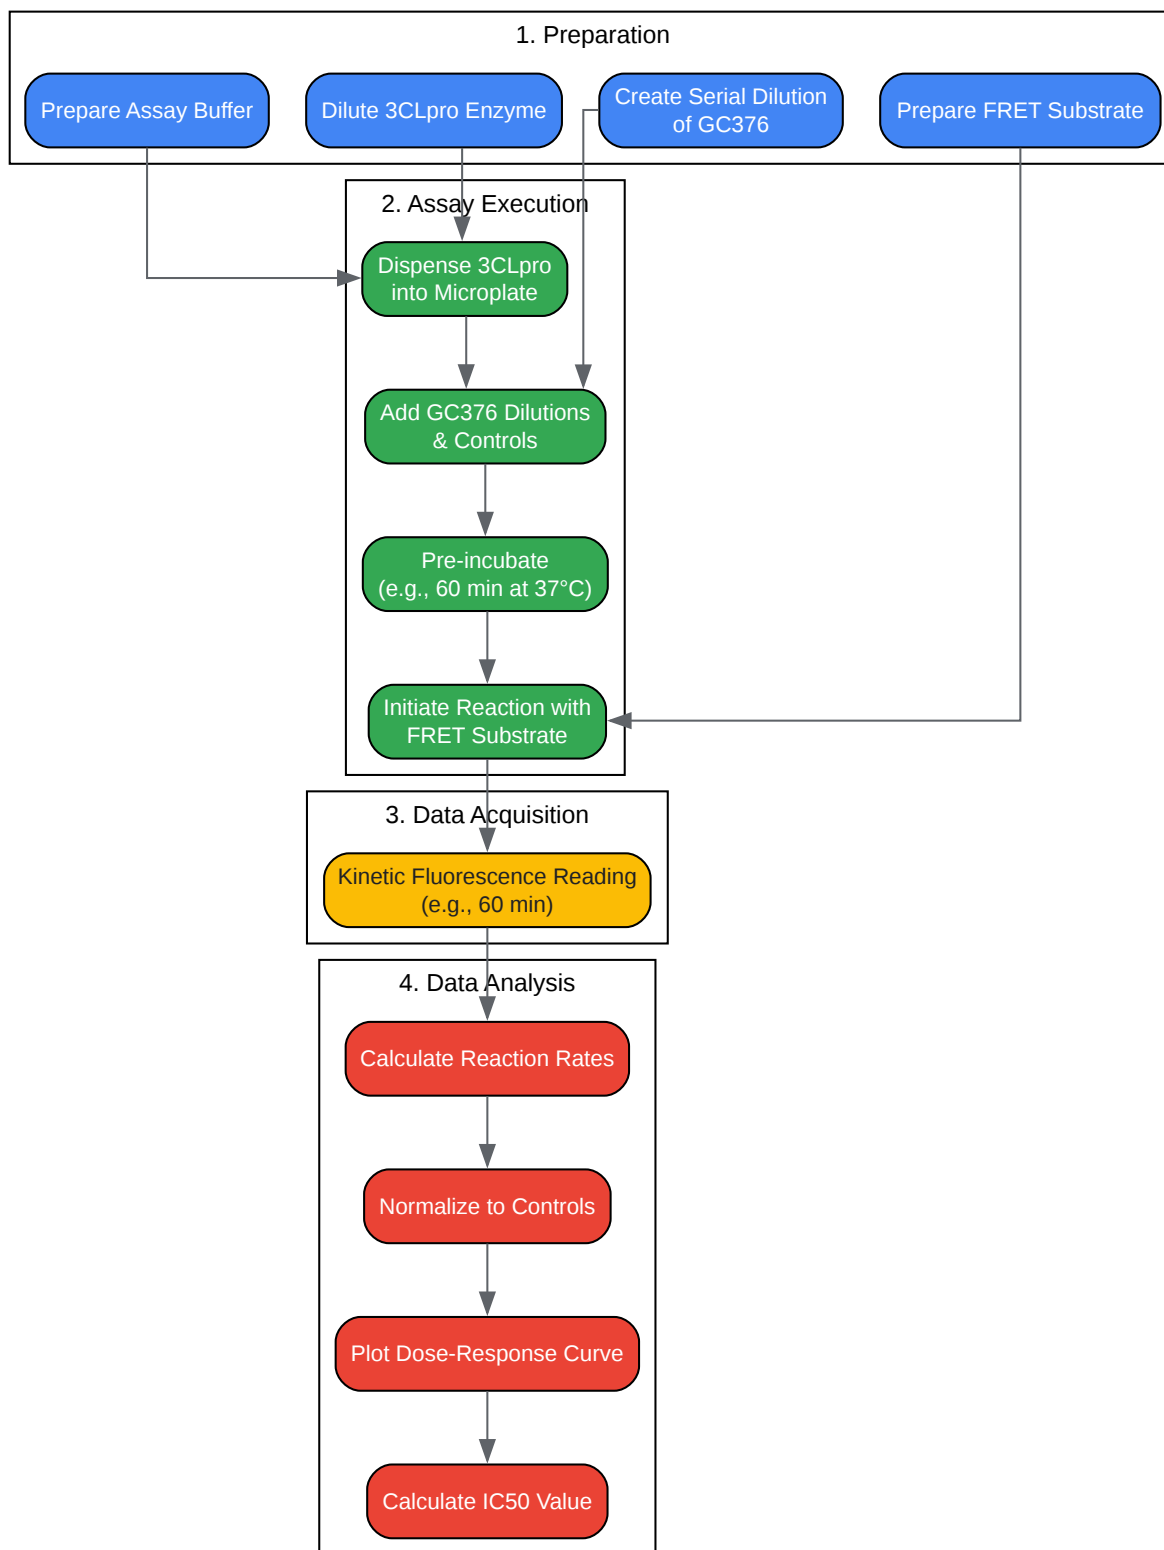 1. Preparation
Prepare Assay Buffer
Dilute 3CLpro Enzyme
Create Serial Dilution
of GC376
Prepare FRET Substrate
2. Assay Execution
Dispense 3CLpro
into Microplate
Add GC376 Dilutions
& Controls
Pre-incubate
(e.g., 60 min at 37°C)
Initiate Reaction with
FRET Substrate
3. Data Acquisition
Kinetic Fluorescence Reading
(e.g., 60 min)
4. Data Analysis
Calculate Reaction Rates
Normalize to Controls
Plot Dose-Response Curve
Calculate IC50 Value